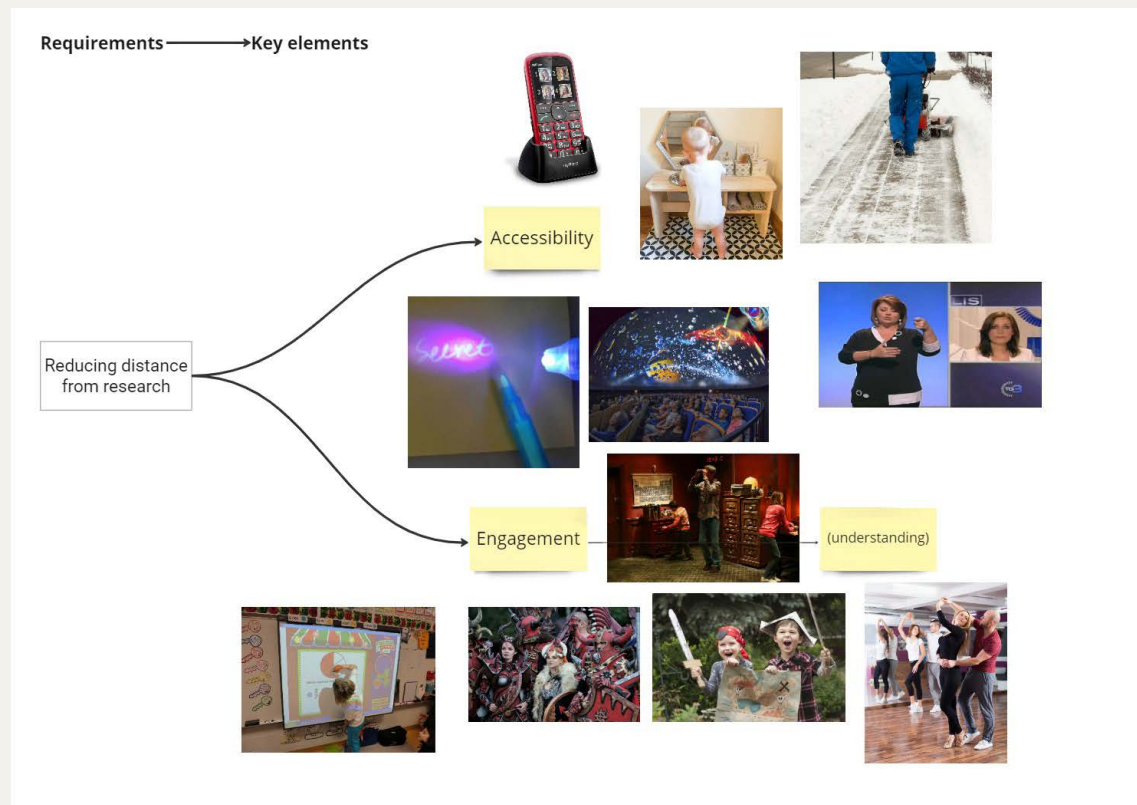 Requirements
Key elements
Accessibility
Secret
LIS
Reducing distance
from research
Engagement
(understanding)